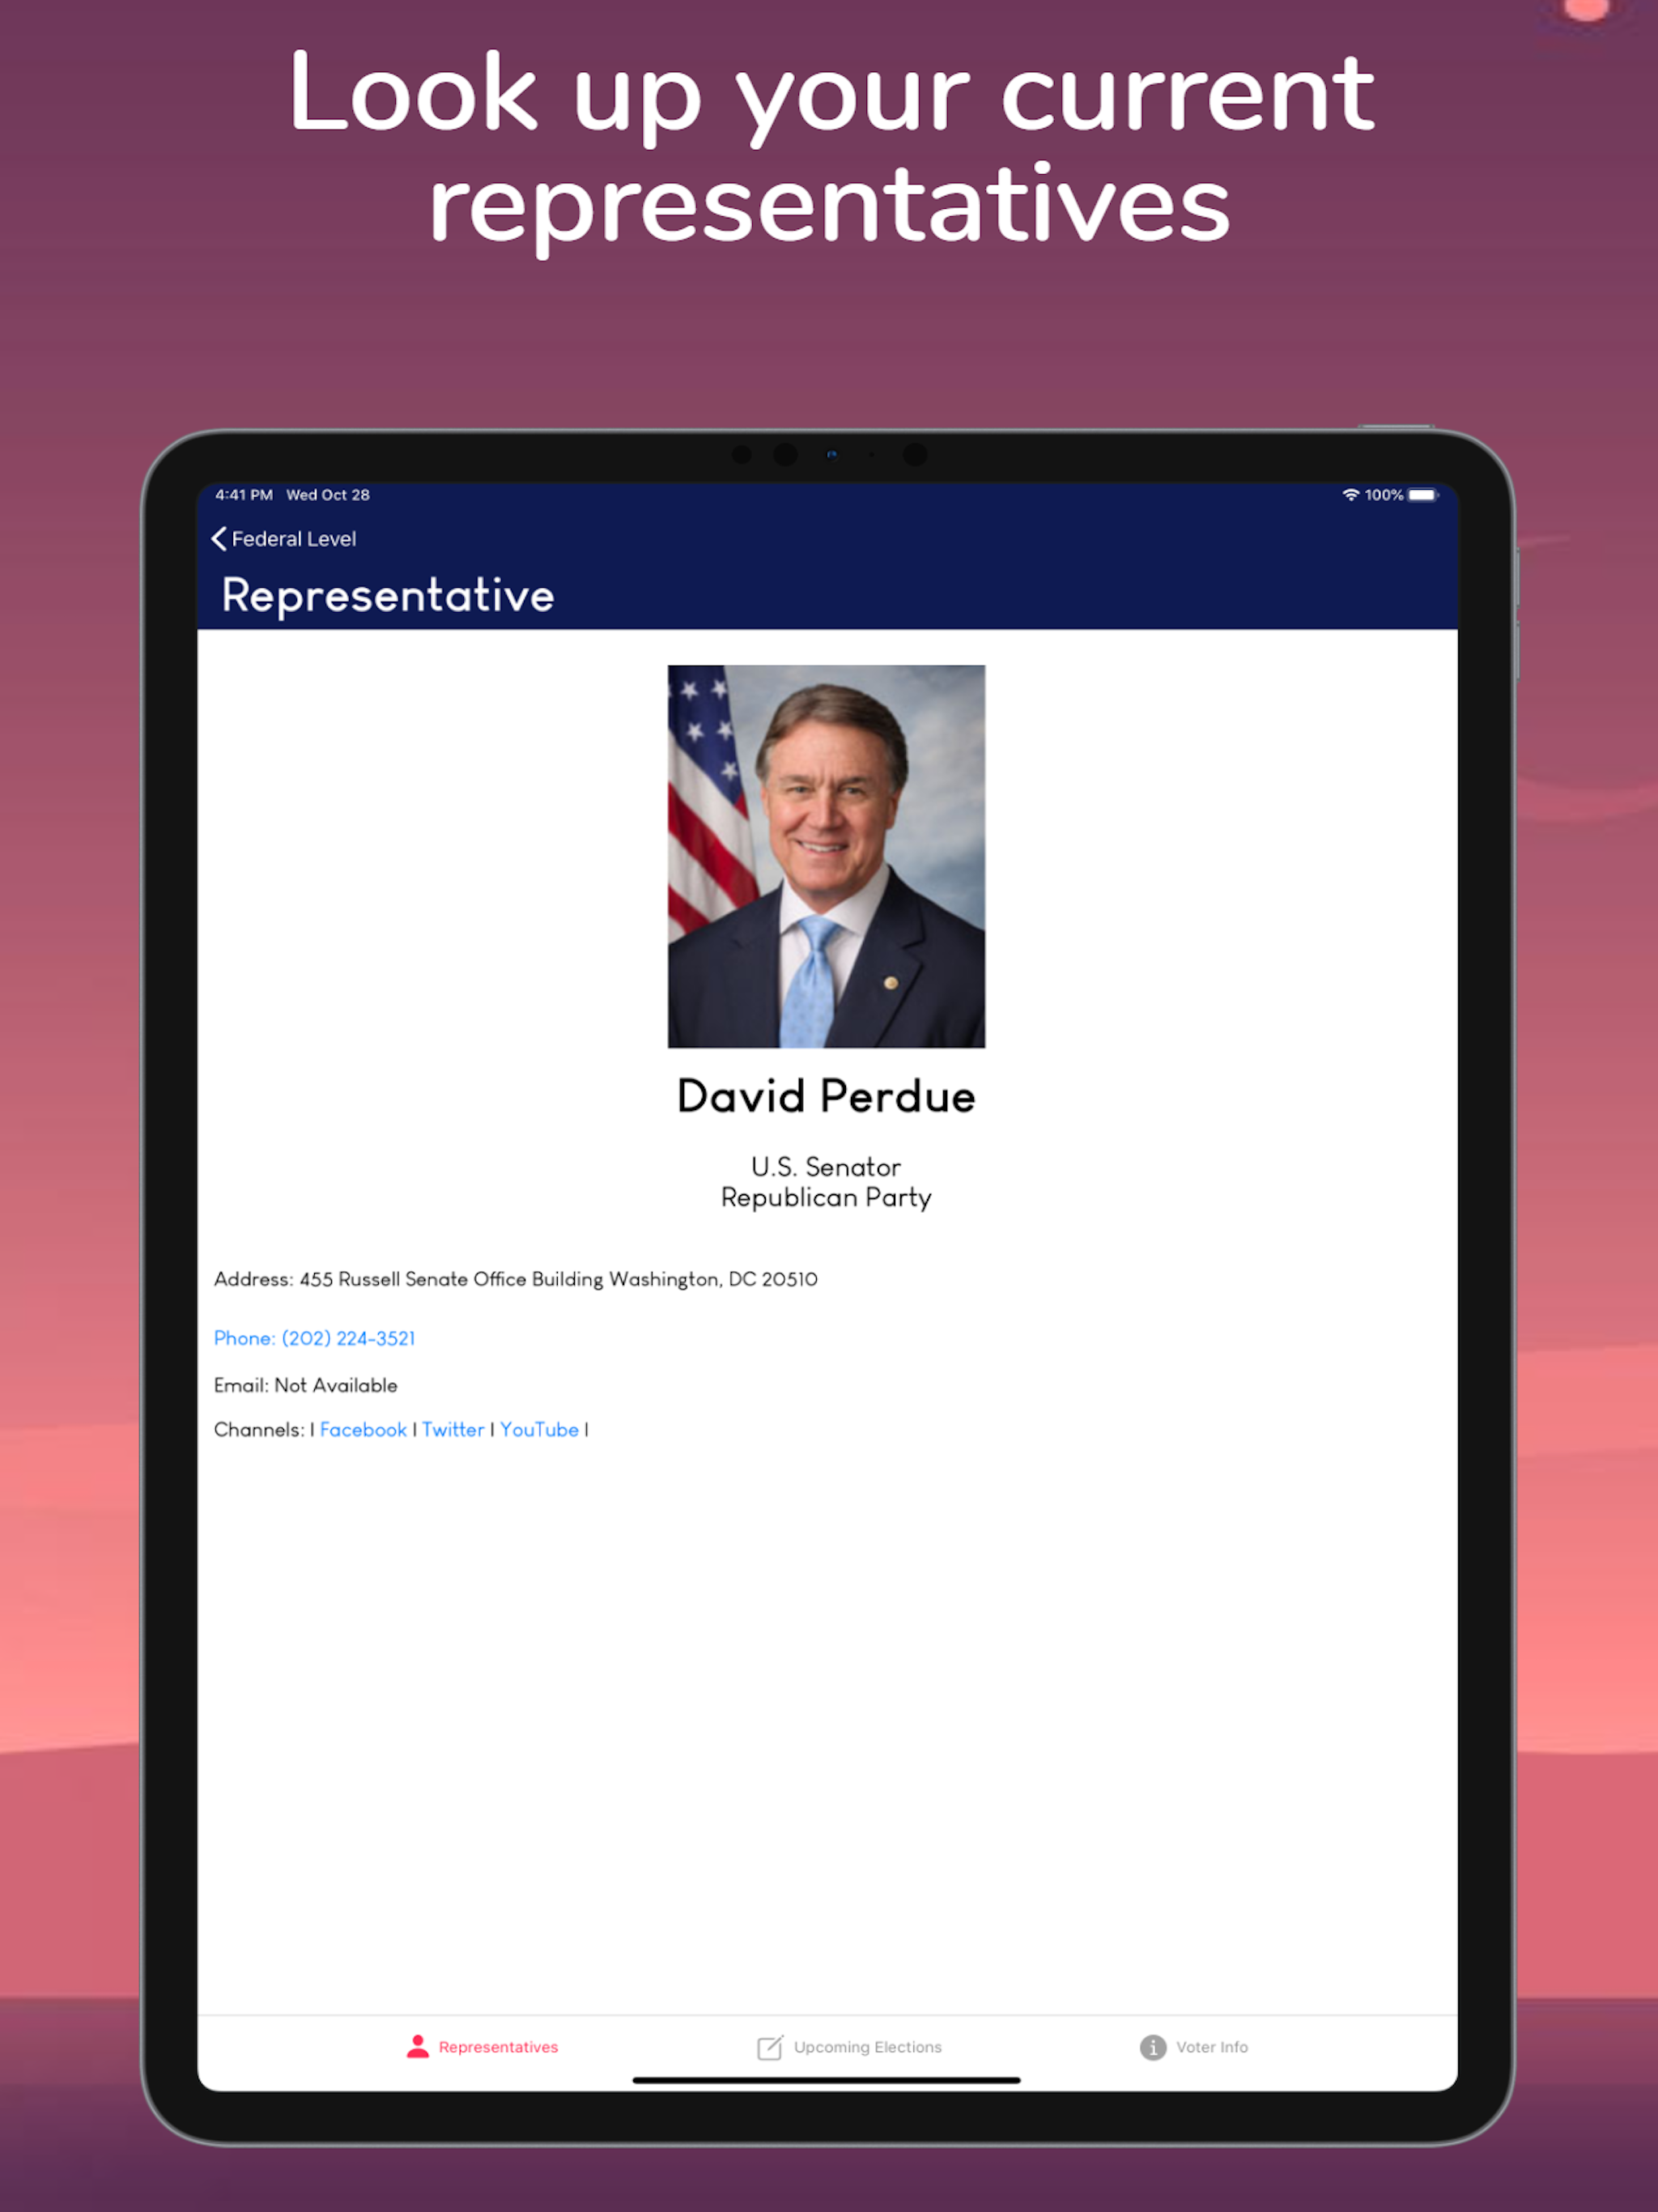 Look up your current
representatives
4:41 PM Wed Oct 28
100%
Federal Level
Representative
David Perdue
U.S. Senator
Republican Party
Address: 455 Russell Senate Office Building Washington, DC 20510
Phone: (202) 224-3521
Email: Not Available
Channels: | Facebook | Twitter | YouTube |
Representatives
Upcoming Elections
Voter Info